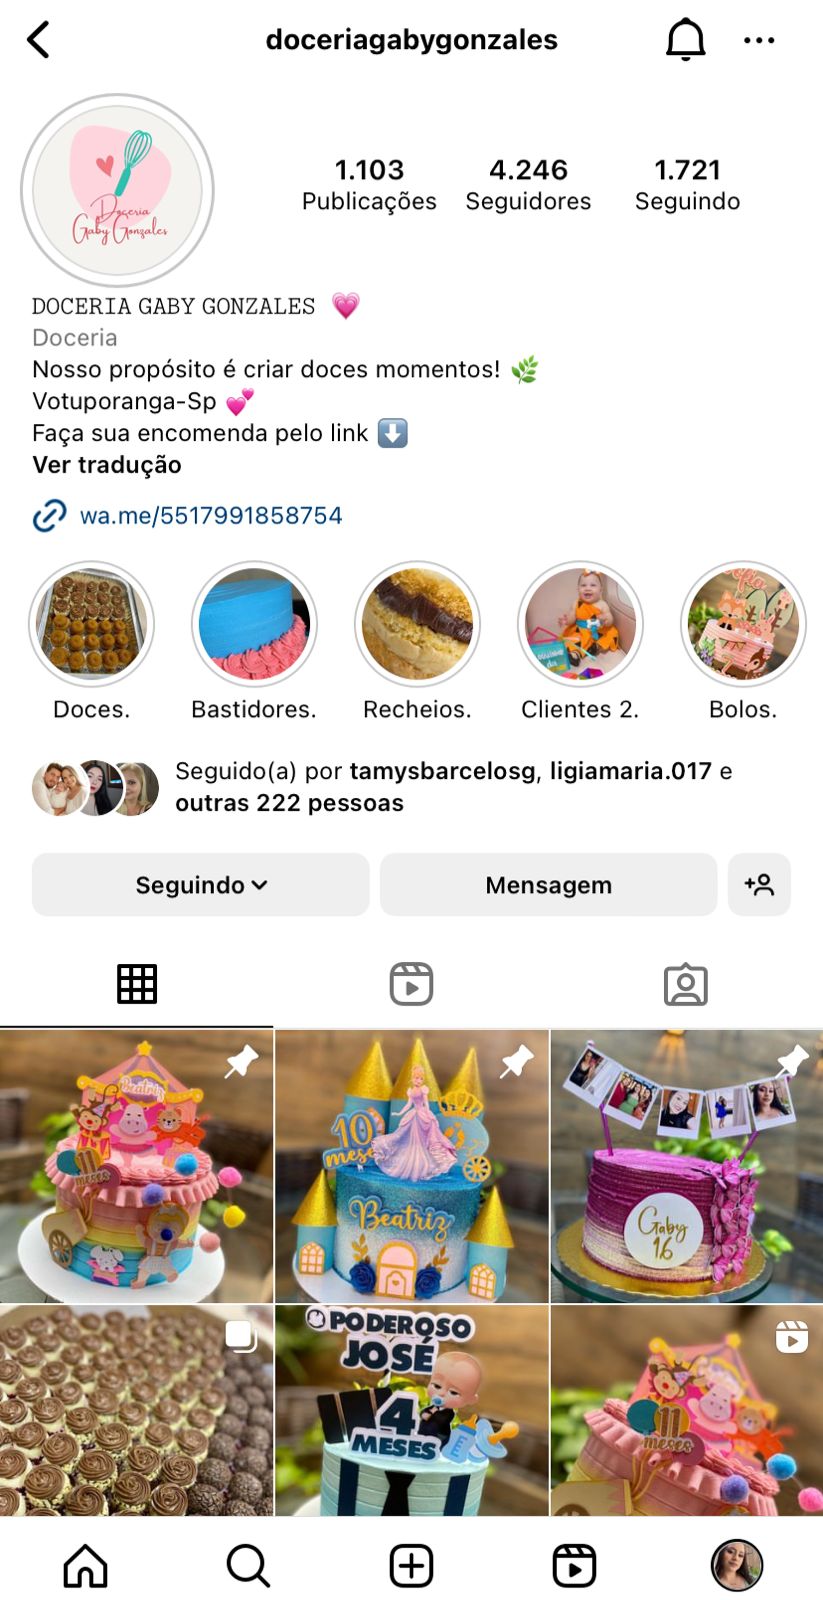 doceriagabygonzales
Doceria
Gaby Gonzales
1.103 4.246 1.721
Publicações Seguidores Seguindo
DOCERIA GABY GONZALES 💗
Doceria
Nosso propósito é criar doces momentos! 🌿
Votuporanga-Sp 💕
Faça sua encomenda pelo link ⬇️
Ver tradução
wa.me/5517991858754
Doces. Bastidores. Recheios. Clientes 2. Bolos.
Seguido(a) por tamysbarcelosg, ligiamaria.017 e
outras 222 pessoas
Seguindo Mensagem
Beatriz
11
meses
10
meses
Beatriz
Gaby
16
PODEROSO
JOSÉ
4
MESES
11
meses